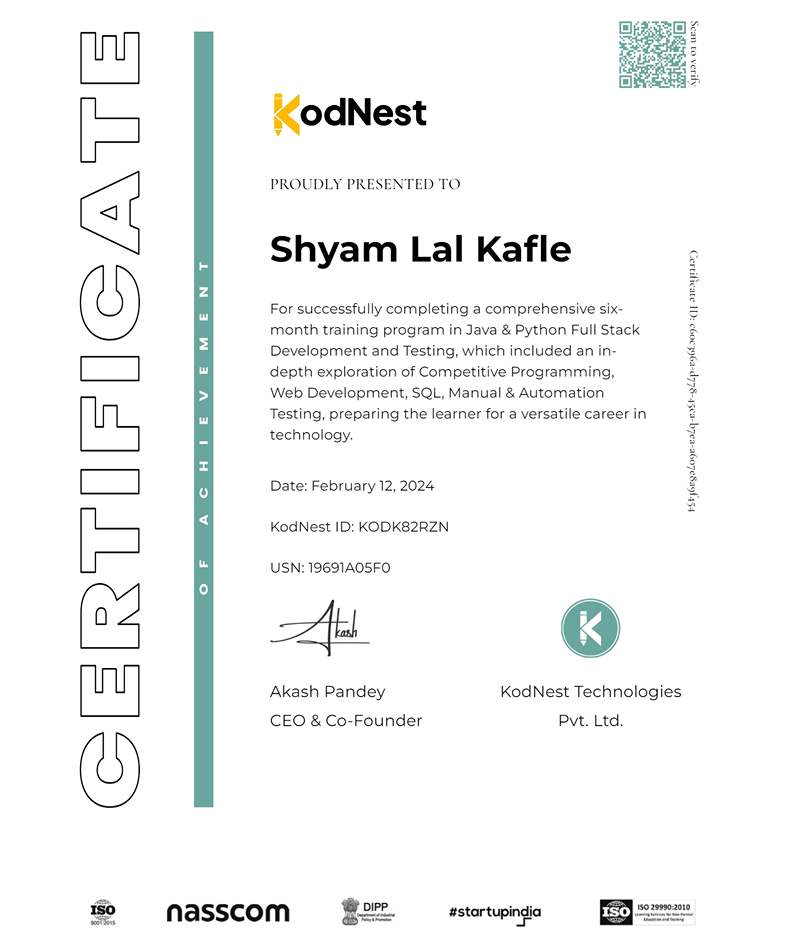 CERTIFICATE
OF ACHIEVEMENT
Scan to verify
KodNest
PROUDLY PRESENTED TO
Shyam Lal Kafle
For successfully completing a comprehensive six-
month training program in Java & Python Full Stack
Development and Testing, which included an in-
depth exploration of Competitive Programming,
Web Development, SQL, Manual & Automation
Testing, preparing the learner for a versatile career in
technology.
Certificate ID: c60c396a-d778-45ca-b7ea-a607e8a9f454
Date: February 12, 2024
KodNest ID: KODK82RZN
USN: 19691A05F0
Akash
K
Akash Pandey
CEO & Co-Founder
KodNest Technologies
Pvt. Ltd.
ISO
9001:2015
nasscom
DIPP
Department of Industrial
Policy & Promotion
#startupindia
ISO
ISO 29990:2010
Learning Services for Non-Formal
Education and Training